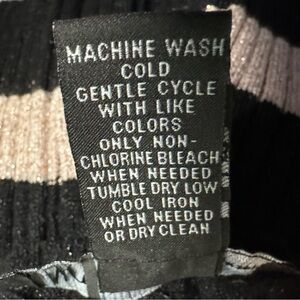 MACHINE WASH
COLD
GENTLE CYCLE
WITH LIKE
COLORS
ONLY NON-
CHLORINE BLEACH
WHEN NEEDED
TUMBLE DRY LOW
COOL IRON
WHEN NEEDED
OR DRY CLEAN